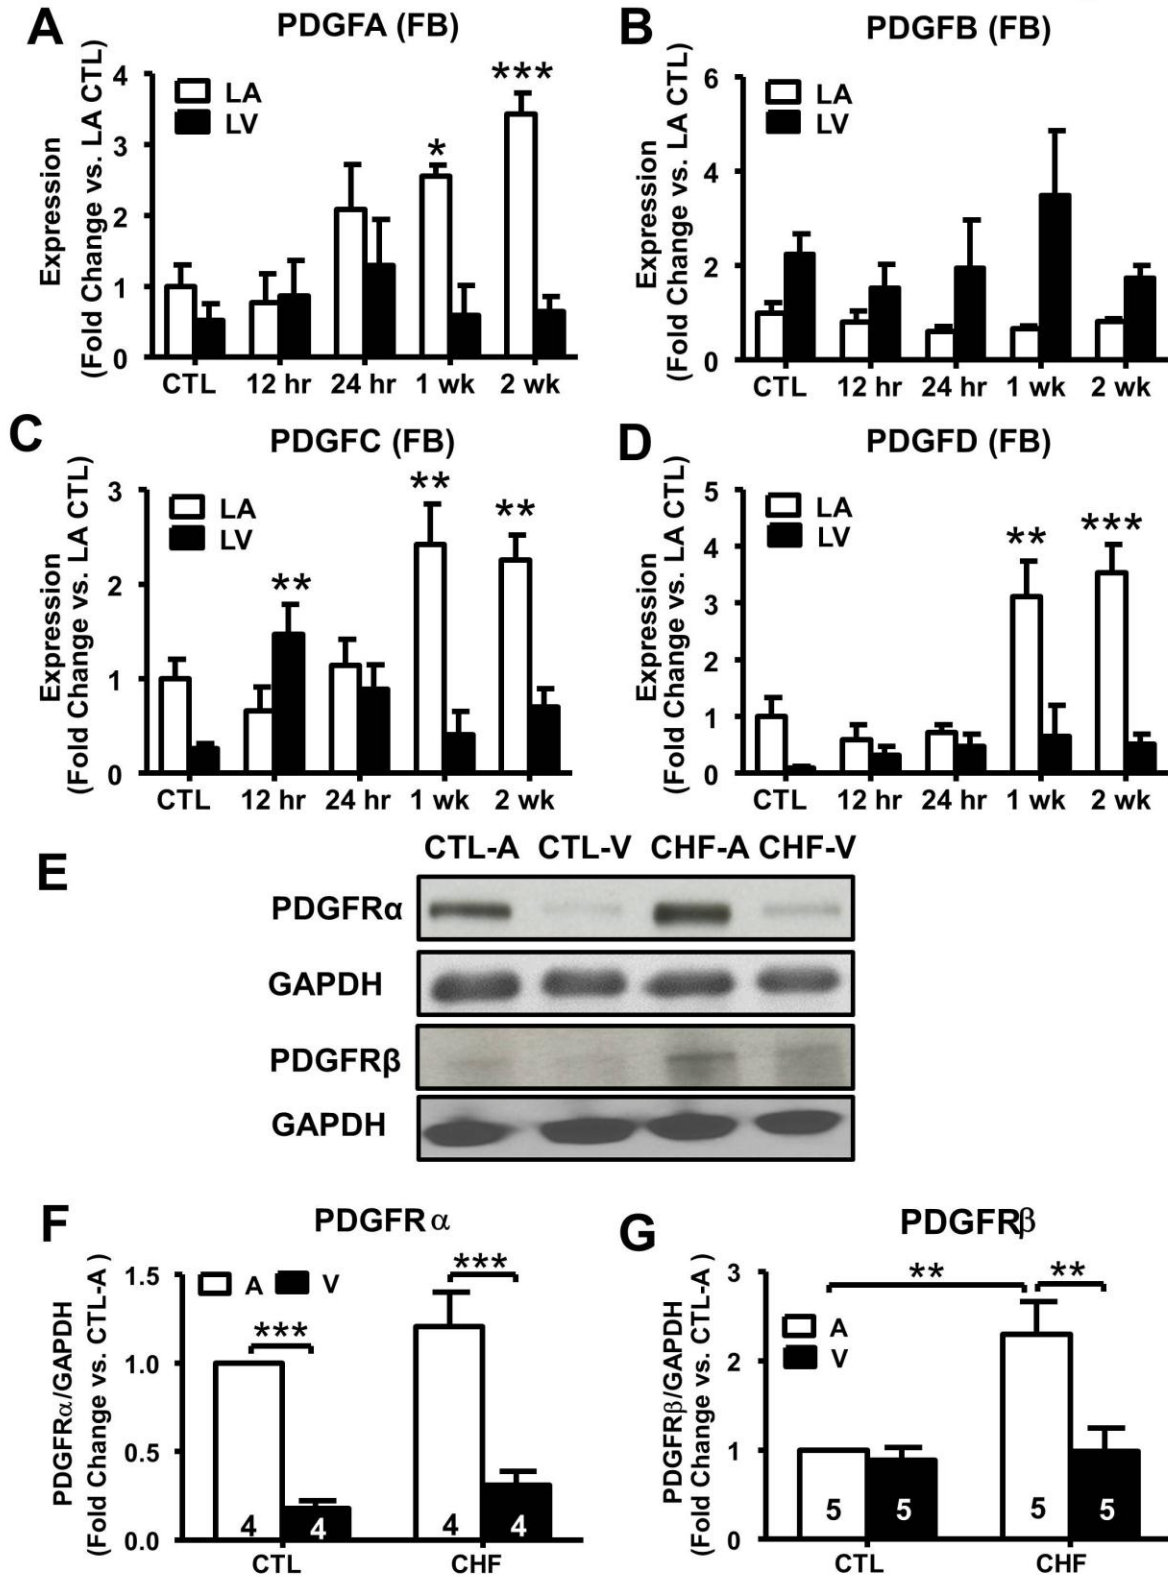 A
PDGFA (FB)
Expression
(Fold Change vs. LA CTL)
4
3
2
1
0
LA
LV
*
***
CTL 12 hr 24 hr 1 wk 2 wk
B
PDGFB (FB)
Expression
(Fold Change vs. LA CTL)
6
4
2
0
LA
LV
CTL 12 hr 24 hr 1 wk 2 wk
C
PDGFC (FB)
Expression
(Fold Change vs. LA CTL)
3
2
1
0
LA
LV
**
**
**
CTL 12 hr 24 hr 1 wk 2 wk
D
PDGFD (FB)
Expression
(Fold Change vs. LA CTL)
5
4
3
2
1
0
LA
LV
**
***
CTL 12 hr 24 hr 1 wk 2 wk
E
CTL-A CTL-V CHF-A CHF-V
PDGFRα
GAPDH
PDGFRβ
GAPDH
F
PDGFR α
PDGFRα/GAPDH
(Fold Change vs. CTL-A )
1.5
1.0
0.5
0.0
A V
***
***
4 4 4 4
CTL CHF
G
PDGFRβ
PDGFRβ/GAPDH
(Fold Change vs. CTL-A )
3
2
1
0
A
V
** **
5 5 5 5
CTL CHF